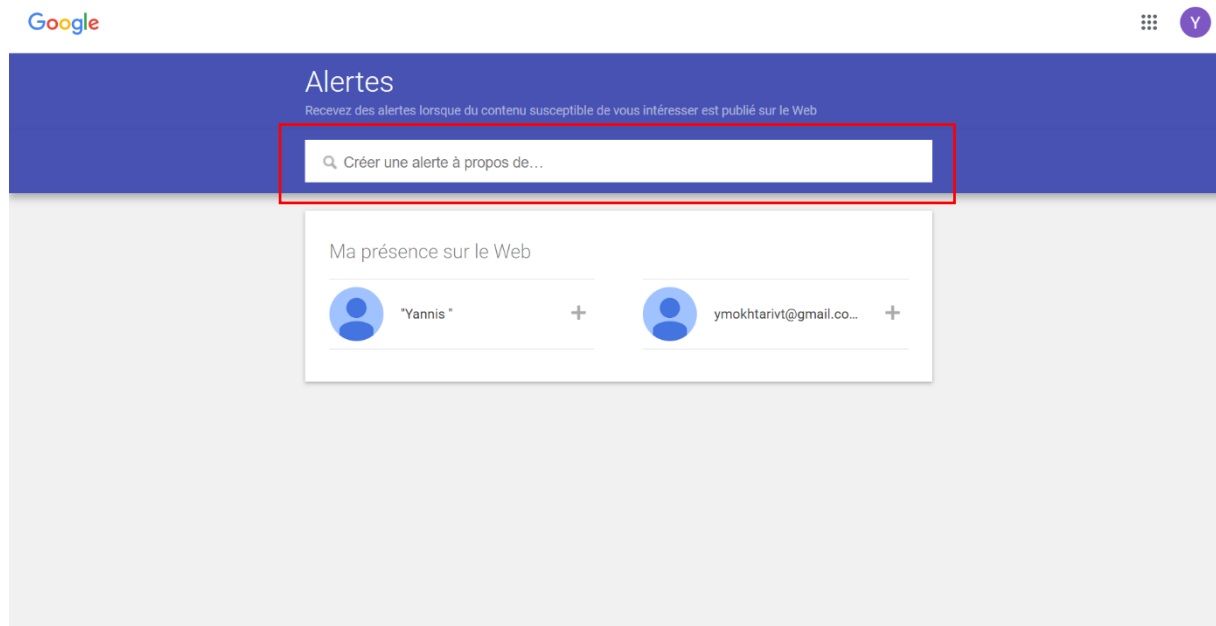 Google
Y
Alertes
Recevez des alertes lorsque du contenu susceptible de vous intéresser est publié sur le Web
Créer une alerte à propos de…
Ma présence sur le Web
"Yannis "
ymokhtarivt@gmail.co…